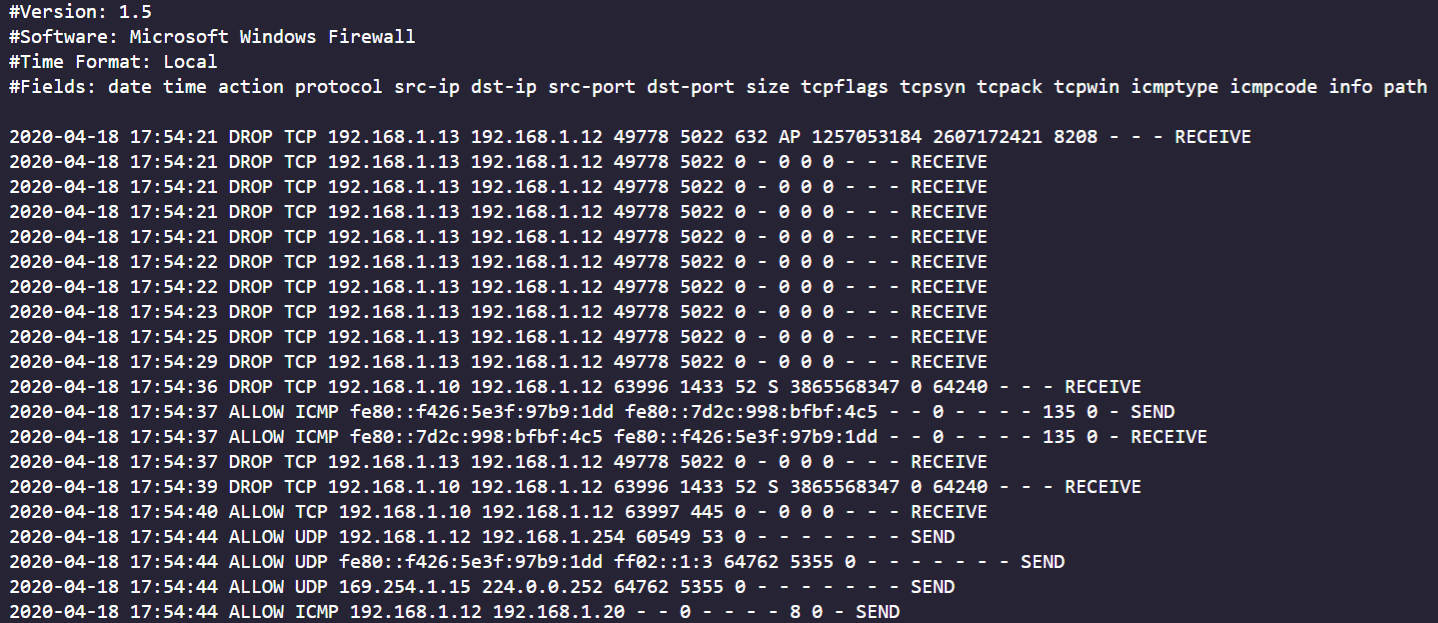 #Version: 1.5
#Software: Microsoft Windows Firewall
#Time Format: Local
#Fields: date time action protocol src-ip dst-ip src-port dst-port size tcpflags tcpsyn tcpack tcpwin icmptype icmpcode info path
2020-04-18 17:54:21 DROP TCP 192.168.1.13 192.168.1.12 49778 5022 632 AP 1257053184 2607172421 8208 - - - RECEIVE
2020-04-18 17:54:21 DROP TCP 192.168.1.13 192.168.1.12 49778 5022 0 - 0 0 0 - - - RECEIVE
2020-04-18 17:54:21 DROP TCP 192.168.1.13 192.168.1.12 49778 5022 0 - 0 0 0 - - - RECEIVE
2020-04-18 17:54:21 DROP TCP 192.168.1.13 192.168.1.12 49778 5022 0 - 0 0 0 - - - RECEIVE
2020-04-18 17:54:21 DROP TCP 192.168.1.13 192.168.1.12 49778 5022 0 - 0 0 0 - - - RECEIVE
2020-04-18 17:54:22 DROP TCP 192.168.1.13 192.168.1.12 49778 5022 0 - 0 0 0 - - - RECEIVE
2020-04-18 17:54:22 DROP TCP 192.168.1.13 192.168.1.12 49778 5022 0 - 0 0 0 - - - RECEIVE
2020-04-18 17:54:23 DROP TCP 192.168.1.13 192.168.1.12 49778 5022 0 - 0 0 0 - - - RECEIVE
2020-04-18 17:54:25 DROP TCP 192.168.1.13 192.168.1.12 49778 5022 0 - 0 0 0 - - - RECEIVE
2020-04-18 17:54:29 DROP TCP 192.168.1.13 192.168.1.12 49778 5022 0 - 0 0 0 - - - RECEIVE
2020-04-18 17:54:36 DROP TCP 192.168.1.10 192.168.1.12 63996 1433 52 S 3865568347 0 64240 - - - RECEIVE
2020-04-18 17:54:37 ALLOW ICMP fe80::f426:5e3f:97b9:1dd fe80::7d2c:998:bfbf:4c5 - - 0 - - - - 135 0 - SEND
2020-04-18 17:54:37 ALLOW ICMP fe80::7d2c:998:bfbf:4c5 fe80::f426:5e3f:97b9:1dd - - 0 - - - - 135 0 - RECEIVE
2020-04-18 17:54:37 DROP TCP 192.168.1.13 192.168.1.12 49778 5022 0 - 0 0 0 - - - RECEIVE
2020-04-18 17:54:39 DROP TCP 192.168.1.10 192.168.1.12 63996 1433 52 S 3865568347 0 64240 - - - RECEIVE
2020-04-18 17:54:40 ALLOW TCP 192.168.1.10 192.168.1.12 63997 445 0 - 0 0 0 - - - RECEIVE
2020-04-18 17:54:44 ALLOW UDP 192.168.1.12 192.168.1.254 60549 53 0 - - - - - - - SEND
2020-04-18 17:54:44 ALLOW UDP fe80::f426:5e3f:97b9:1dd ff02::1:3 64762 5355 0 - - - - - - - SEND
2020-04-18 17:54:44 ALLOW UDP 169.254.1.15 224.0.0.252 64762 5355 0 - - - - - - - SEND
2020-04-18 17:54:44 ALLOW ICMP 192.168.1.12 192.168.1.20 - - 0 - - - - 8 0 - SEND